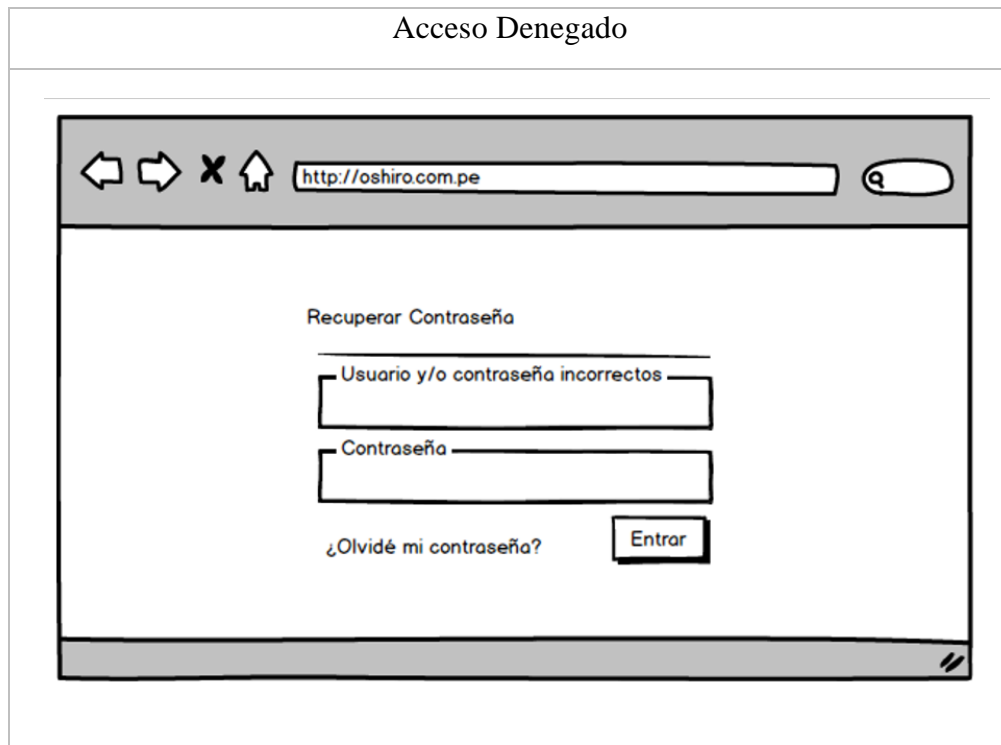 Acceso Denegado
http://oshiro.com.pe
Recuperar Contraseña
Usuario y/o contraseña incorrectos
Contraseña
¿Olvidé mi contraseña?
Entrar